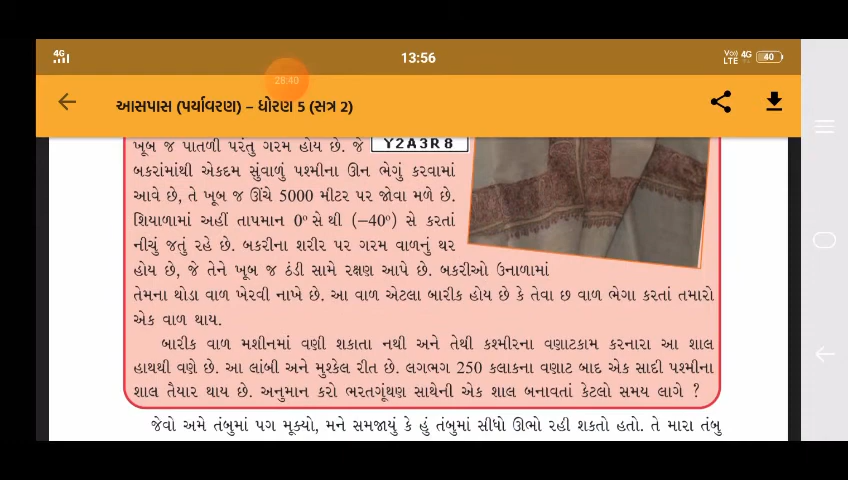 4G
13:56
Vo) LTE 4G 40
28:40
આસપાસ (પર્યાવરણ) – ધોરણ 5 (સત્ર 2)
ખૂબ જ પાતળી પરંતુ ગરમ હોય છે. જે
Y2A3R8
બકરાંમાંથી એકદમ સુંવાળું પશ્મીના ઊન ભેગું કરવામાં
આવે છે, તે ખૂબ જ ઊંચે 5000 મીટર પર જોવા મળે છે.
શિયાળામાં અહીં તાપમાન 0° સે થી (−40°) સે કરતાં
નીચું જતું રહે છે. બકરીના શરીર પર ગરમ વાળનું થર
હોય છે, જે તેને ખૂબ જ ઠંડી સામે રક્ષણ આપે છે. બકરીઓ ઉનાળામાં
તેમના થોડા વાળ ખેરવી નાખે છે. આ વાળ એટલા બારીક હોય છે કે તેવા છ વાળ ભેગા કરતાં તમારો
એક વાળ થાય.
બારીક વાળ મશીનમાં વણી શકાતા નથી અને તેથી કશ્મીરના વણાટકામ કરનારા આ શાલ
હાથથી વણે છે. આ લાંબી અને મુશ્કેલ રીત છે. લગભગ 250 કલાકના વણાટ બાદ એક સાદી પશ્મીના
શાલ તૈયાર થાય છે. અનુમાન કરો ભરતગૂંથણ સાથેની એક શાલ બનાવતાં કેટલો સમય લાગે ?
જેવો અમે તંબુમાં પગ મૂક્યો, મને સમજાયું કે હું તંબુમાં સીધો ઊભો રહી શકતો હતો. તે મારા તંબુ